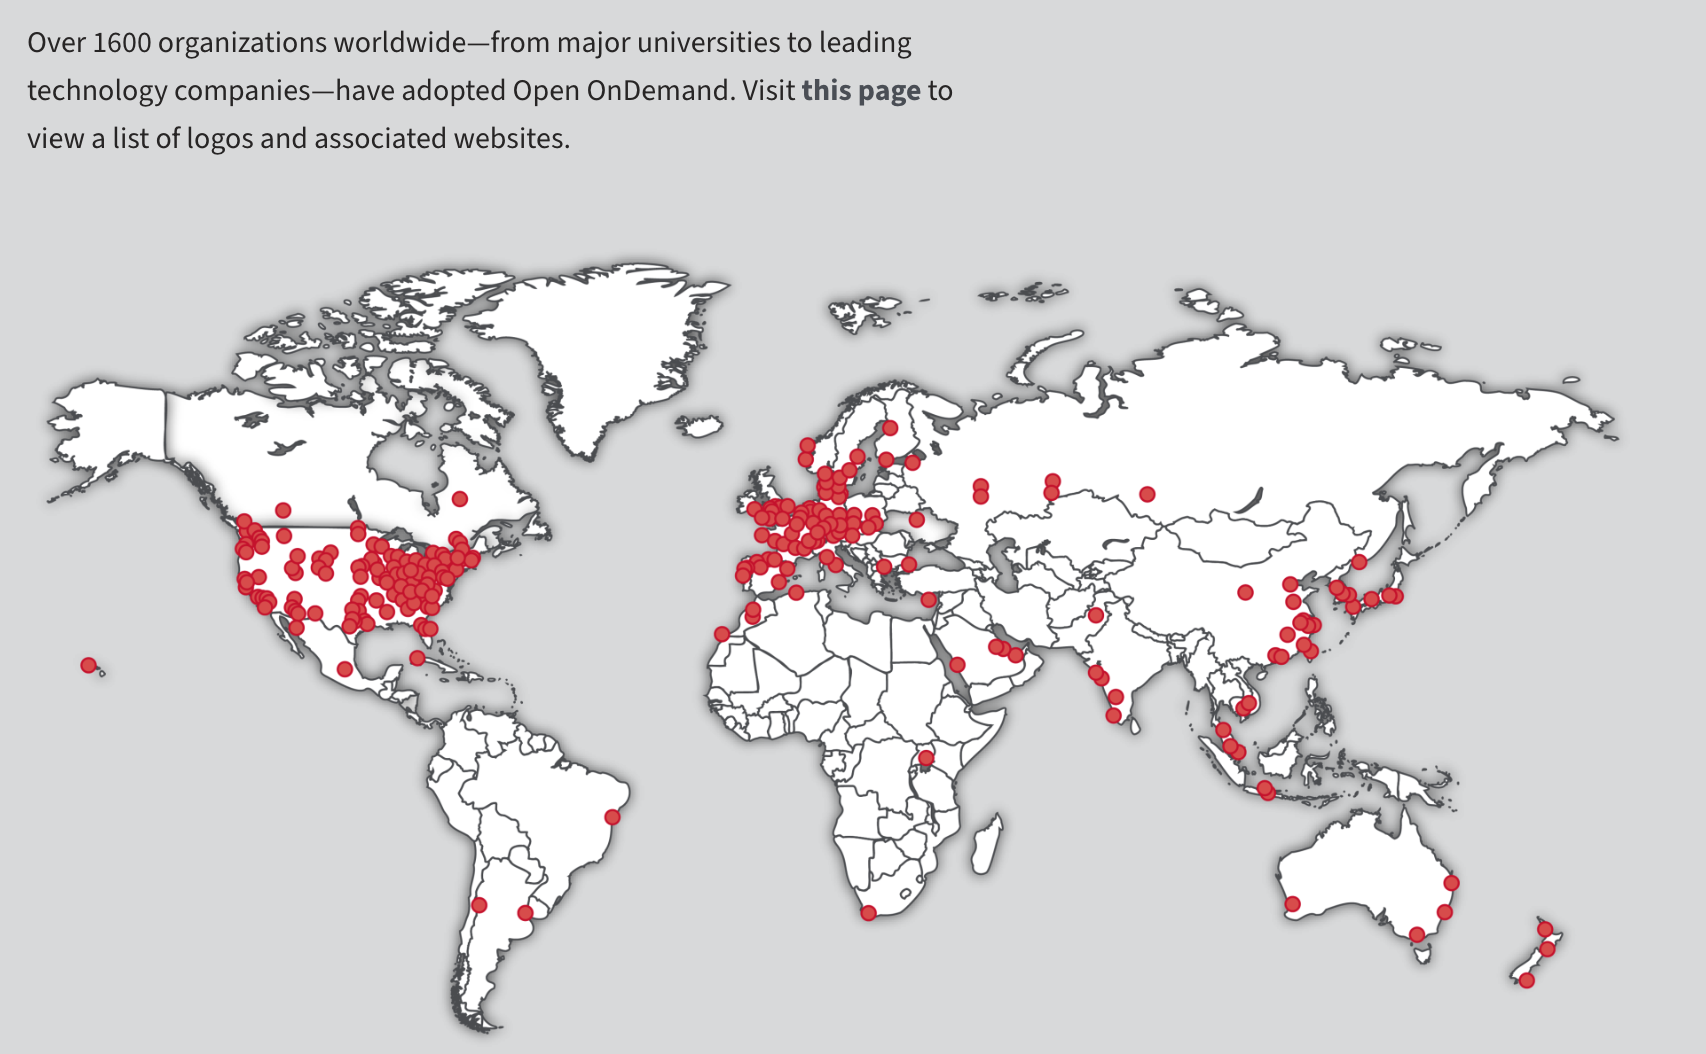 Over 1600 organizations worldwide—from major universities to leading
technology companies—have adopted Open OnDemand. Visit this page to
view a list of logos and associated websites.